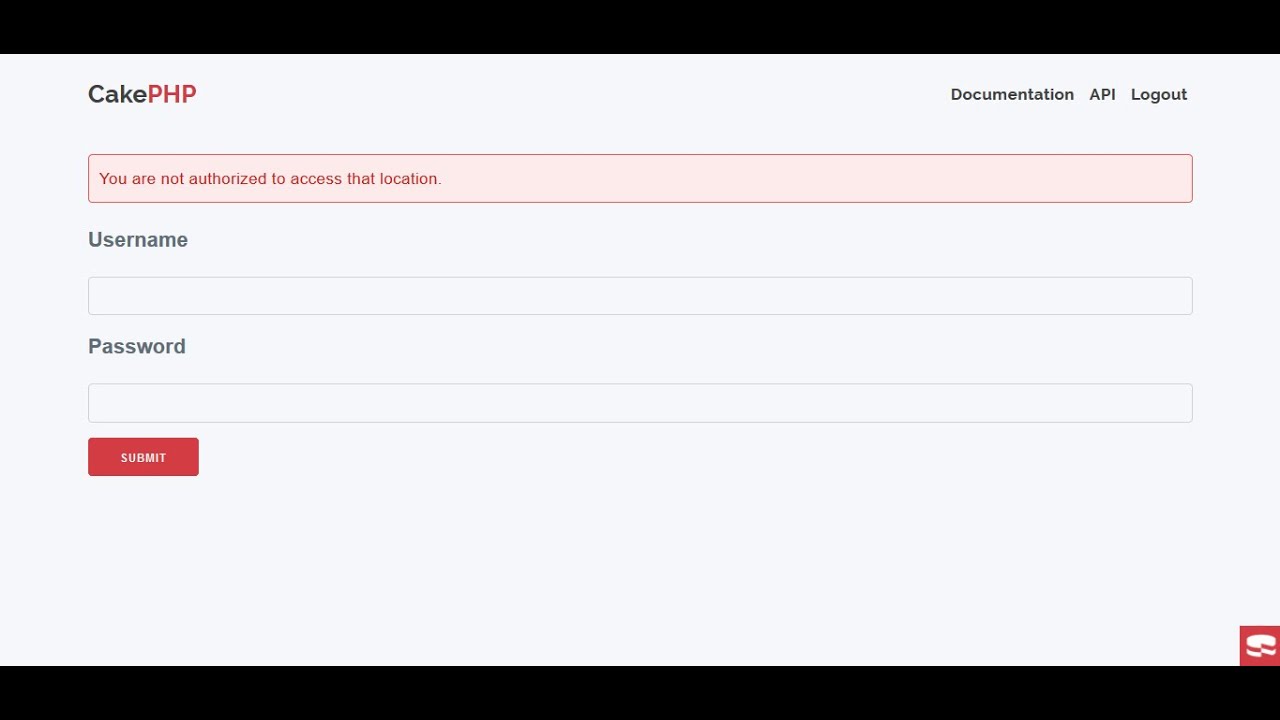 CakePHP
Documentation API Logout
You are not authorized to access that location.
Username
Password
SUBMIT